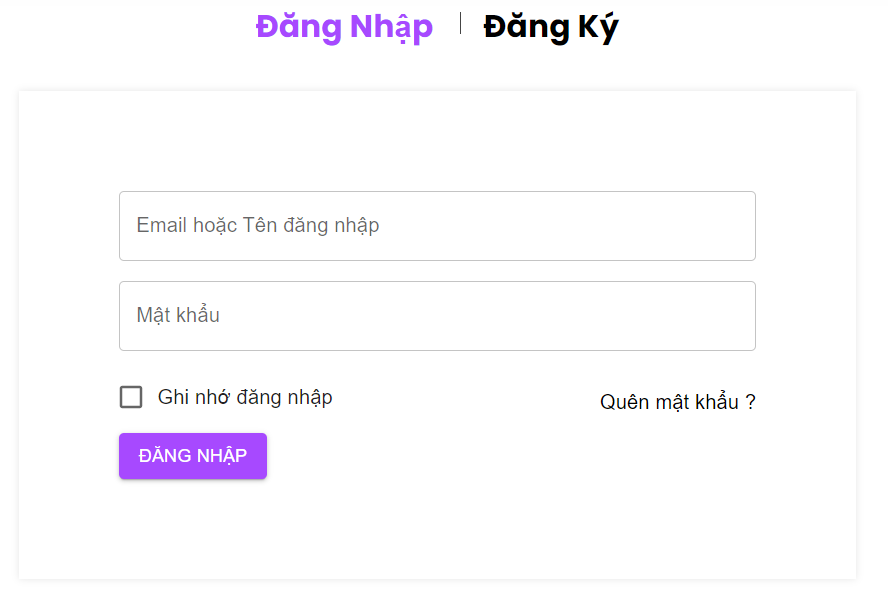 Đăng Nhập | Đăng Ký
Email hoặc Tên đăng nhập
Mật khẩu
Ghi nhớ đăng nhập Quên mật khẩu ?
ĐĂNG NHẬP